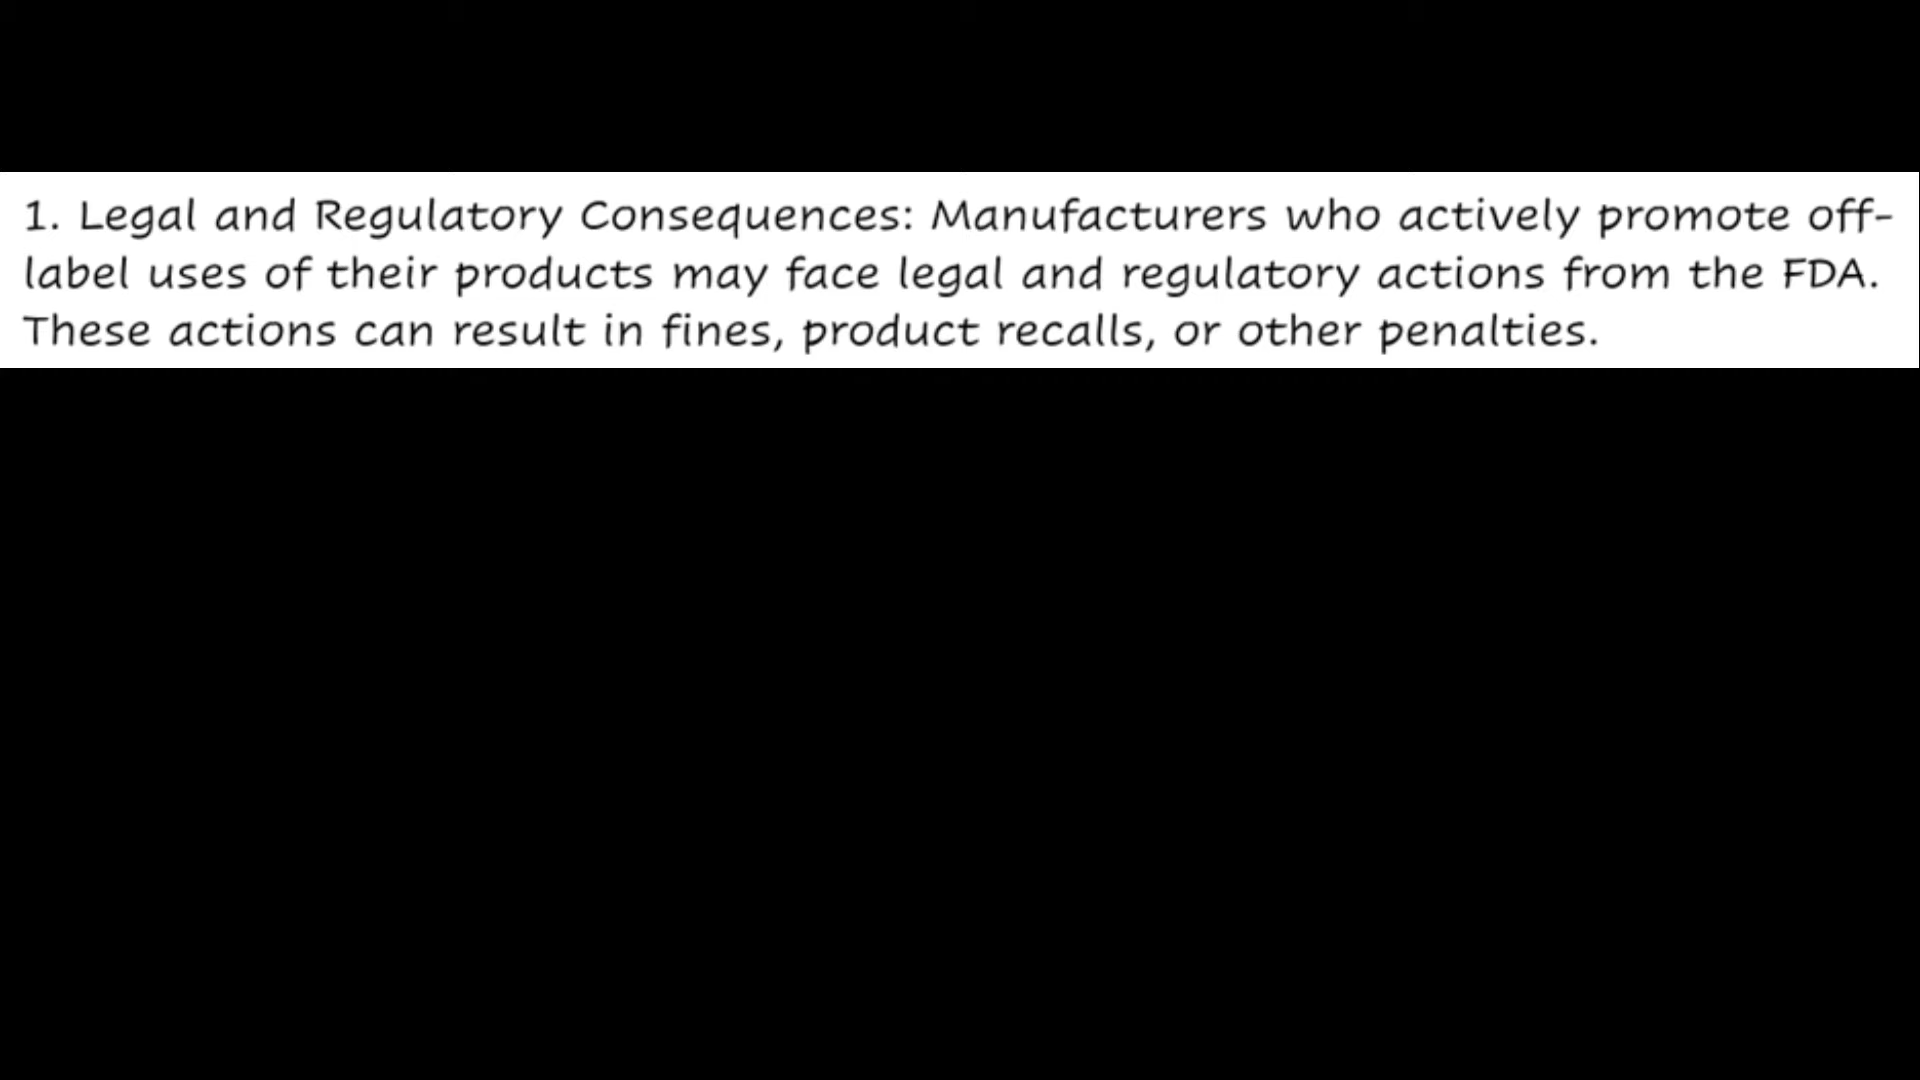 1. Legal and Regulatory Consequences: Manufacturers who actively promote off-
label uses of their products may face legal and regulatory actions from the FDA.
These actions can result in fines, product recalls, or other penalties.